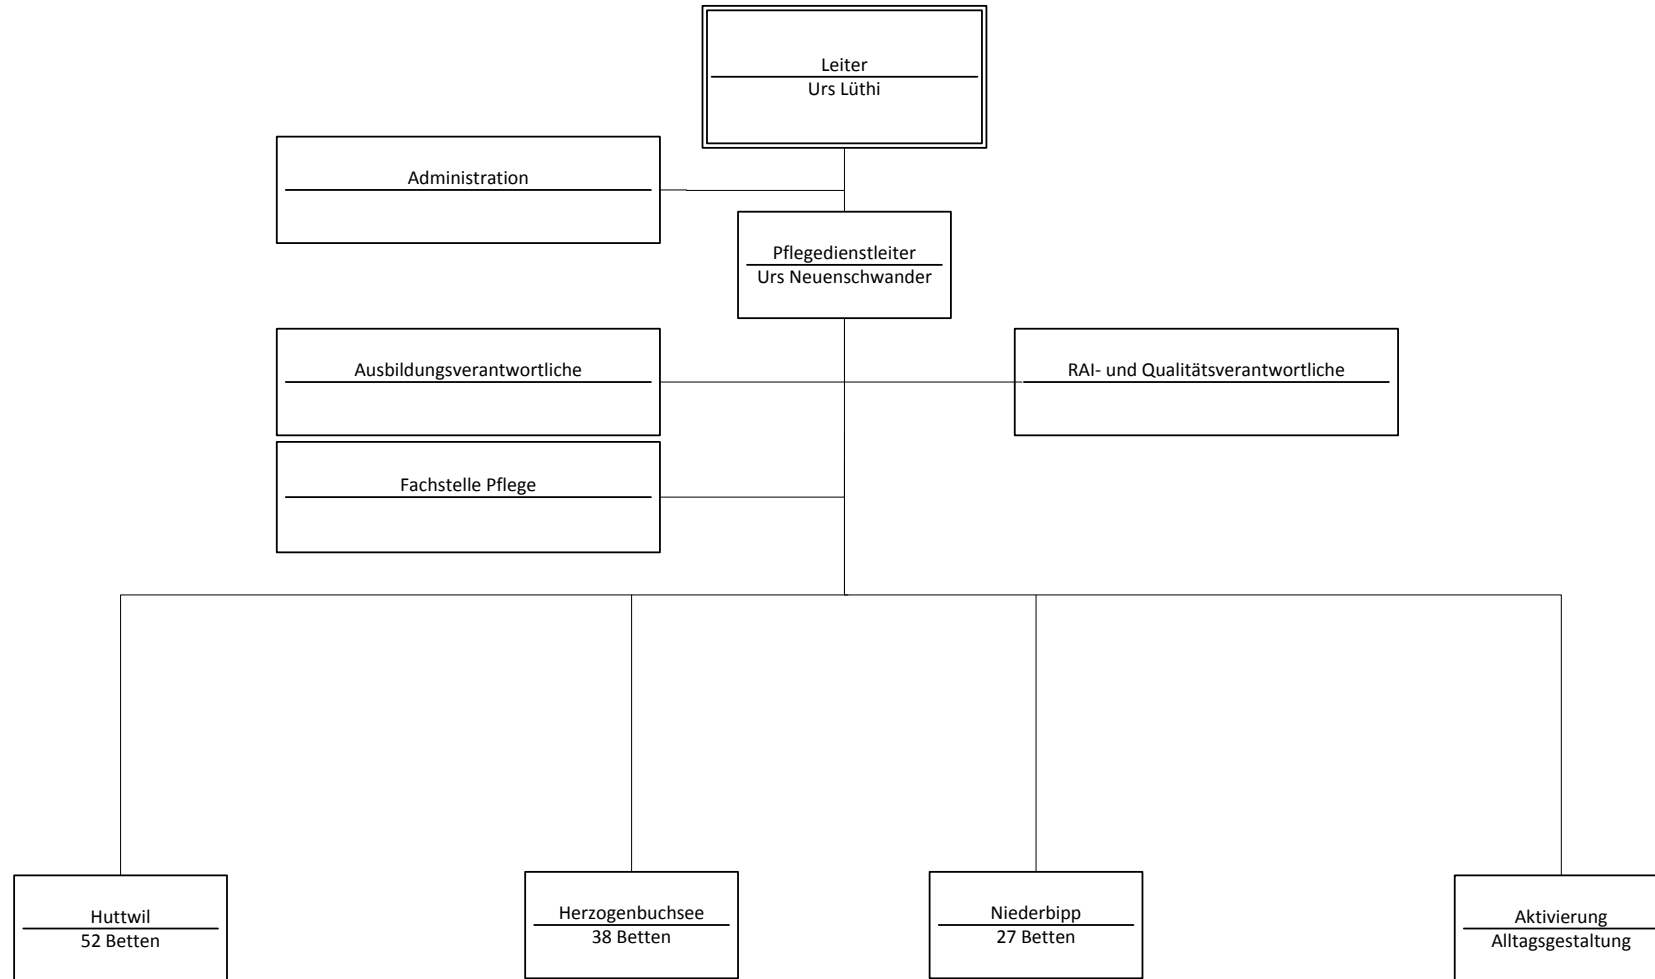 Leiter
Urs Lüthi
Administration
Pflegedienstleiter
Urs Neuenschwander
Ausbildungsverantwortliche
RAI- und Qualitätsverantwortliche
Fachstelle Pflege
Huttwil
52 Betten
Herzogenbuchsee
38 Betten
Niederbipp
27 Betten
Aktivierung
Alltagsgestaltung